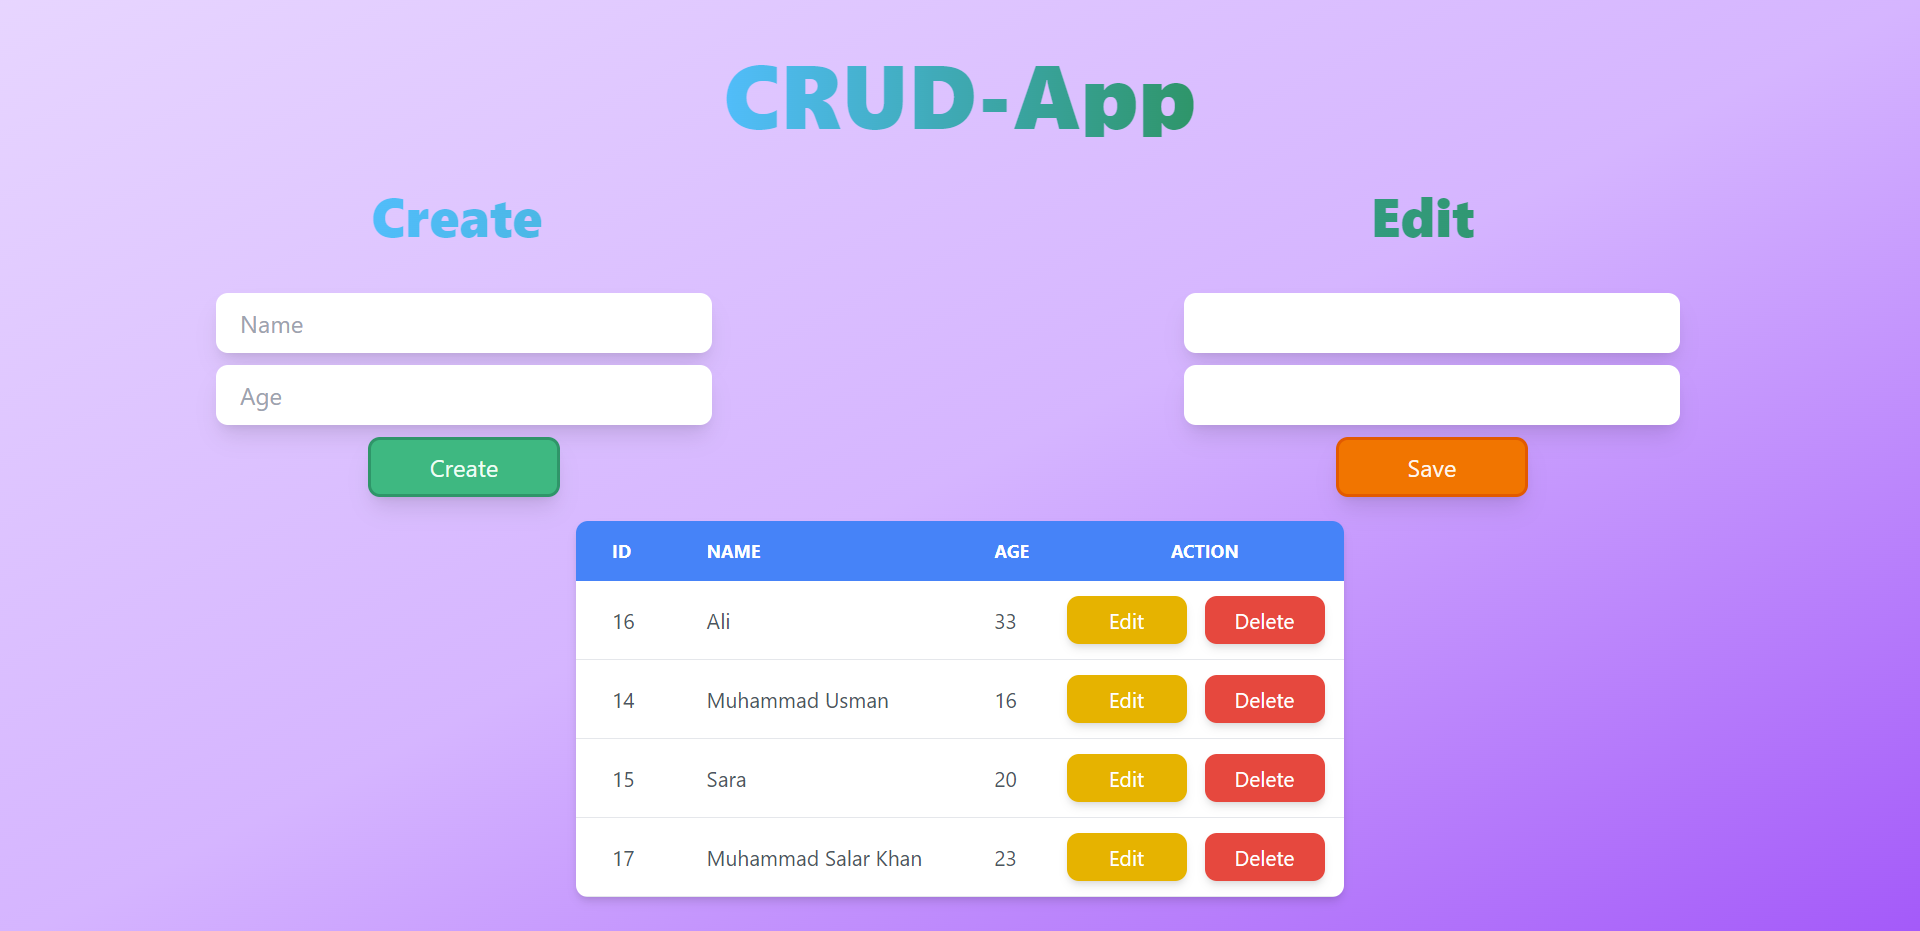 CRUD-App
Create
Edit
Name
Age
Create
Save
ID NAME AGE ACTION
16 Ali 33 Edit Delete
14 Muhammad Usman 16 Edit Delete
15 Sara 20 Edit Delete
17 Muhammad Salar Khan 23 Edit Delete